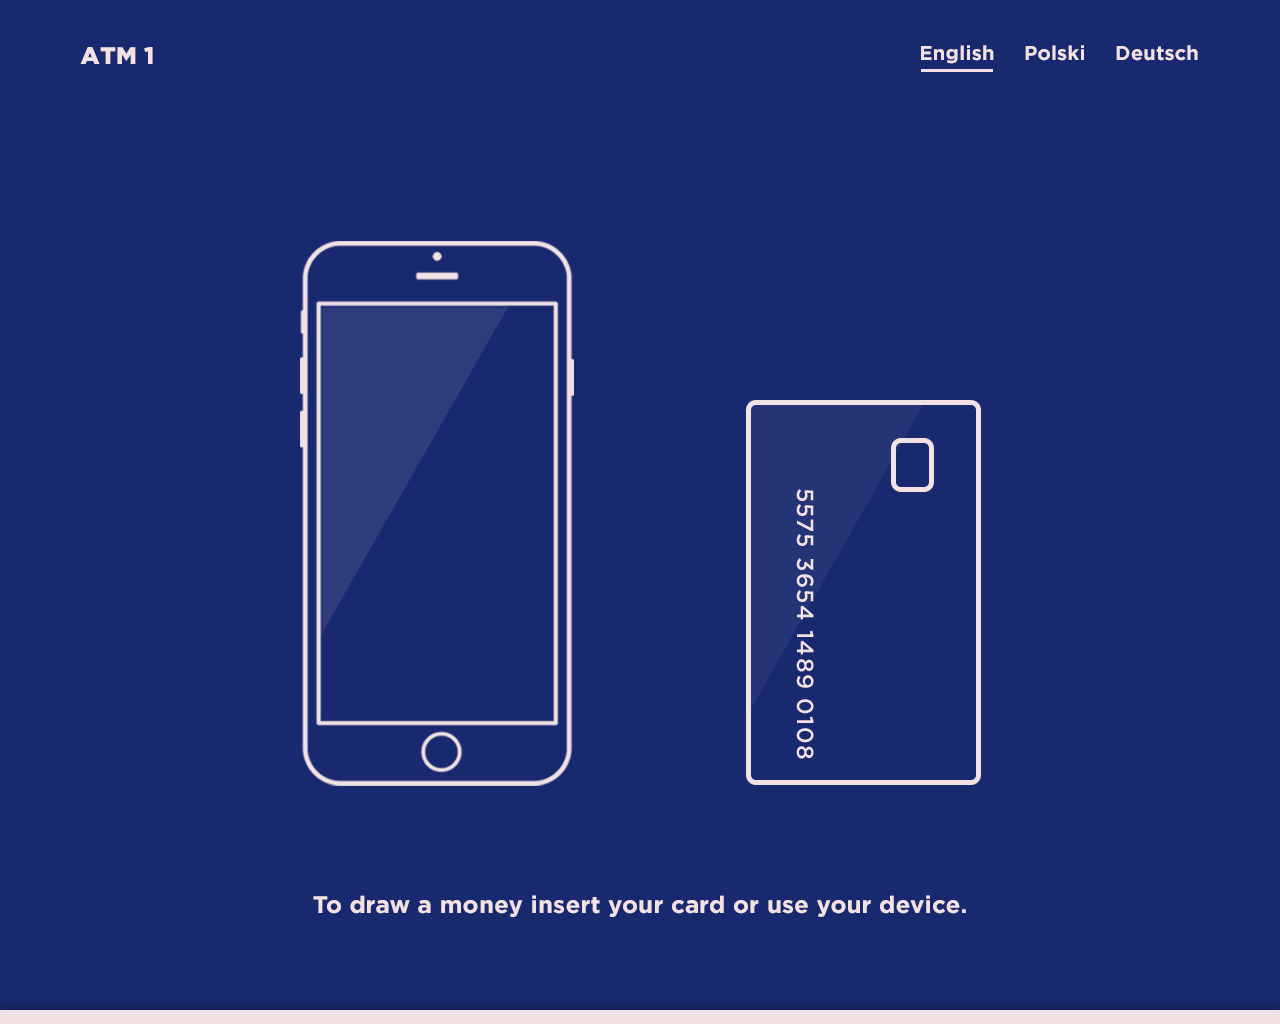 ATM 1
English Polski Deutsch
5575 3654 1489 0108
To draw a money insert your card or use your device.